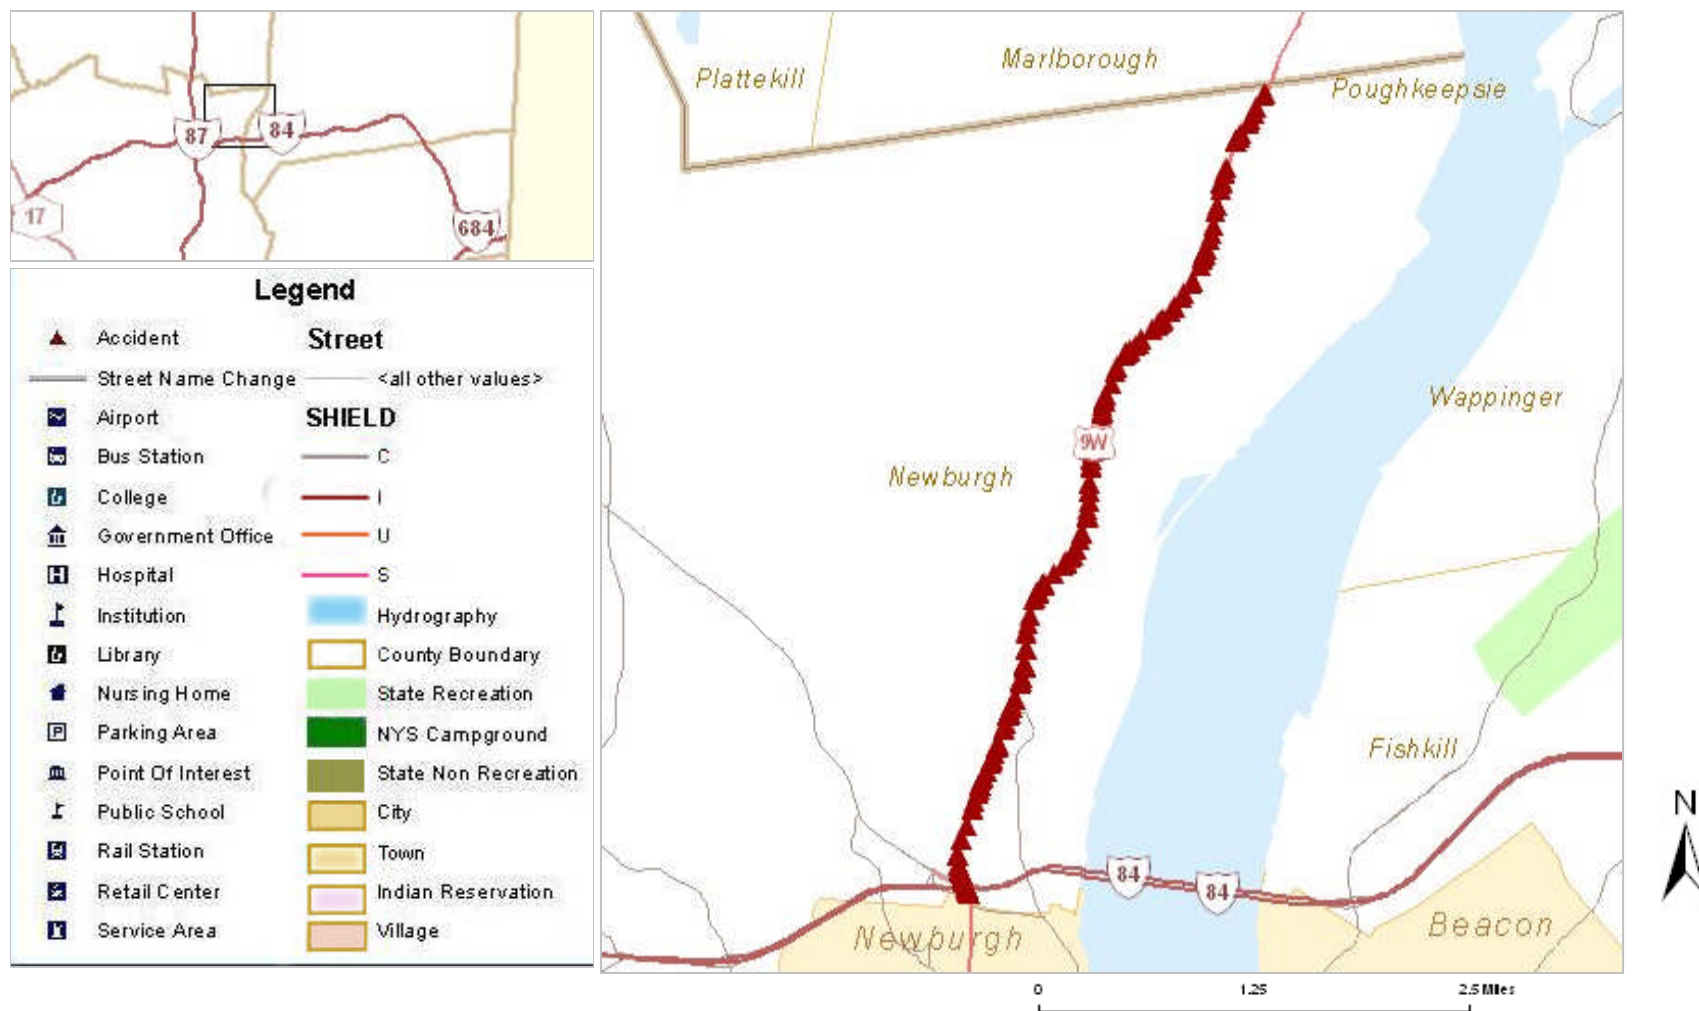 87
84
17
684
Legend
Accident
Street
Street Name Change
<all other values>
Airport
SHIELD
Bus Station
C
College
I
Government Office
U
Hospital
S
Institution
Hydrography
Library
County Boundary
Nursing Home
State Recreation
Parking Area
NYS Campground
Point Of Interest
State Non Recreation
Public School
City
Rail Station
Town
Retail Center
Indian Reservation
Service Area
Village
Plattekill
Marlborough
Poughkeepsie
Wappinger
9W
Newburgh
Fishkill
84
84
Newburgh
Beacon
N
0
1.25
2.5 Miles